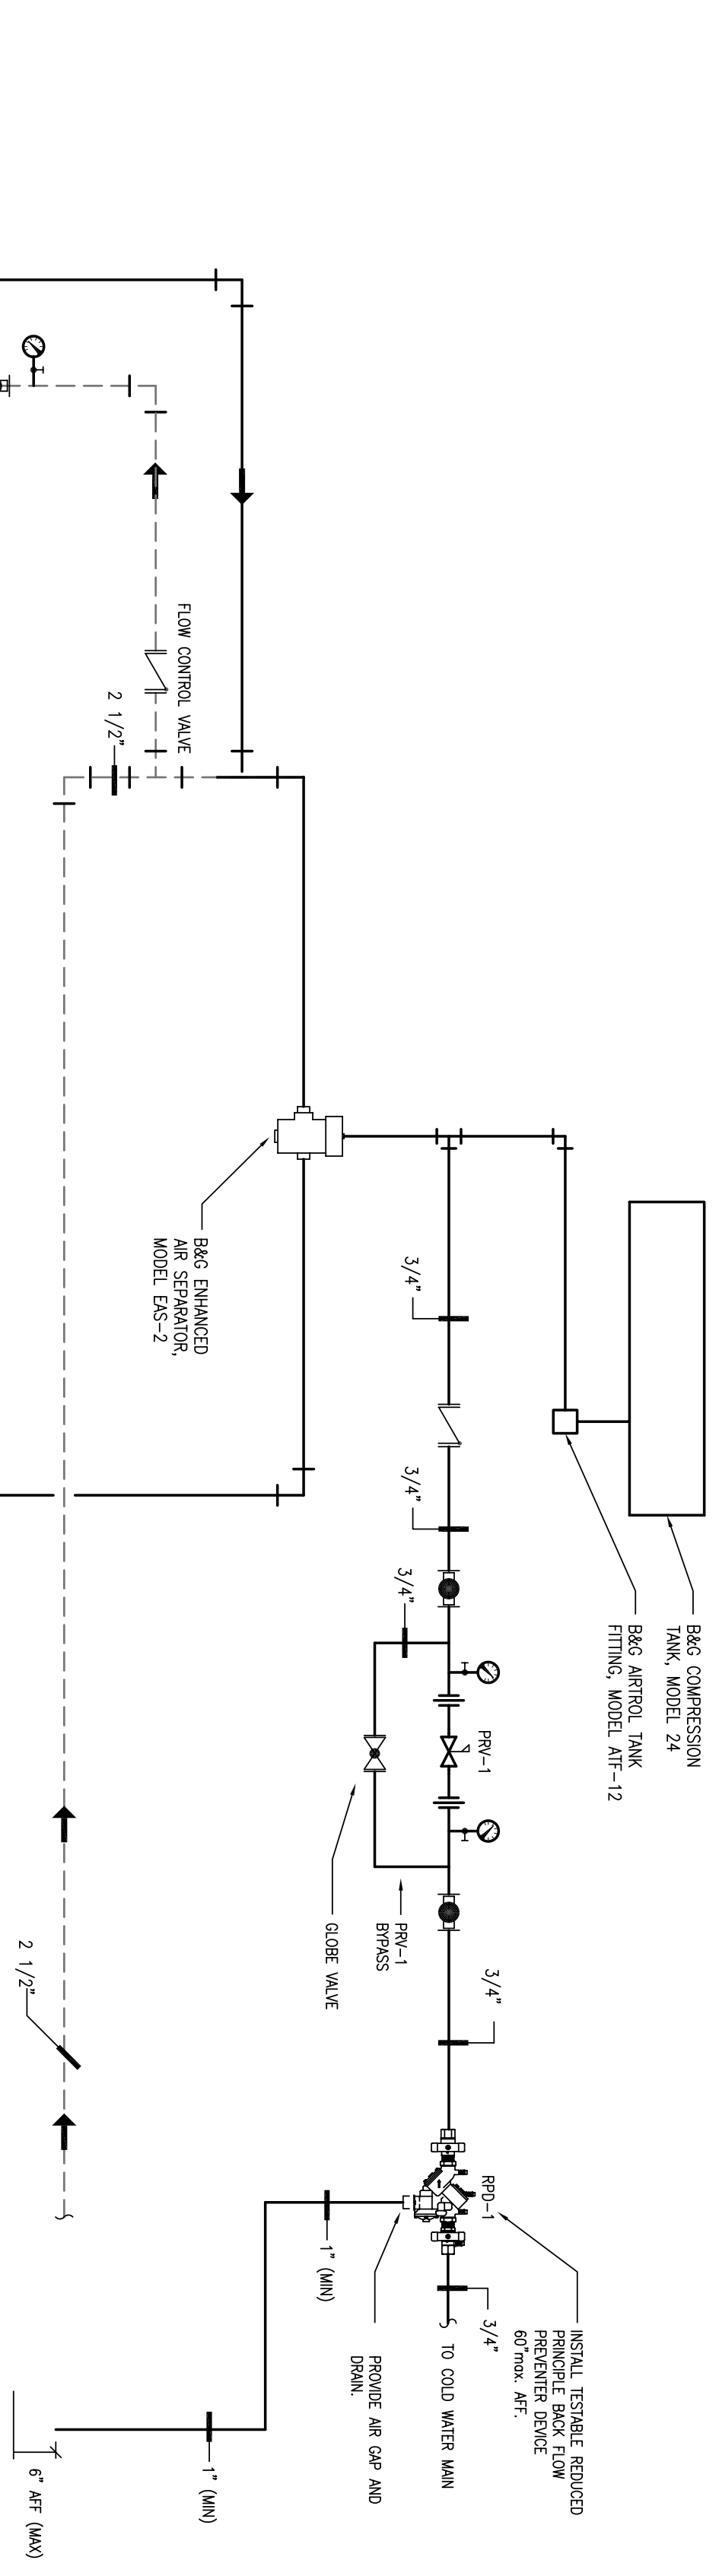 B&G COMPRESSION
TANK, MODEL 24
B&G AIRTROL TANK
FITTING, MODEL ATF-12
INSTALL TESTABLE REDUCED
PRINCIPLE BACK FLOW
PREVENTER DEVICE
60"max. AFF.
PRV-1
RPD-1
3/4"
3/4"
3/4"
3/4"
3/4"
TO COLD WATER MAIN
PRV-1
BYPASS
GLOBE VALVE
PROVIDE AIR GAP AND
DRAIN.
1" (MIN)
1" (MIN)
6" AFF (MAX)
B&G ENHANCED
AIR SEPARATOR,
MODEL EAS-2
FLOW CONTROL VALVE
2 1/2"
2 1/2"